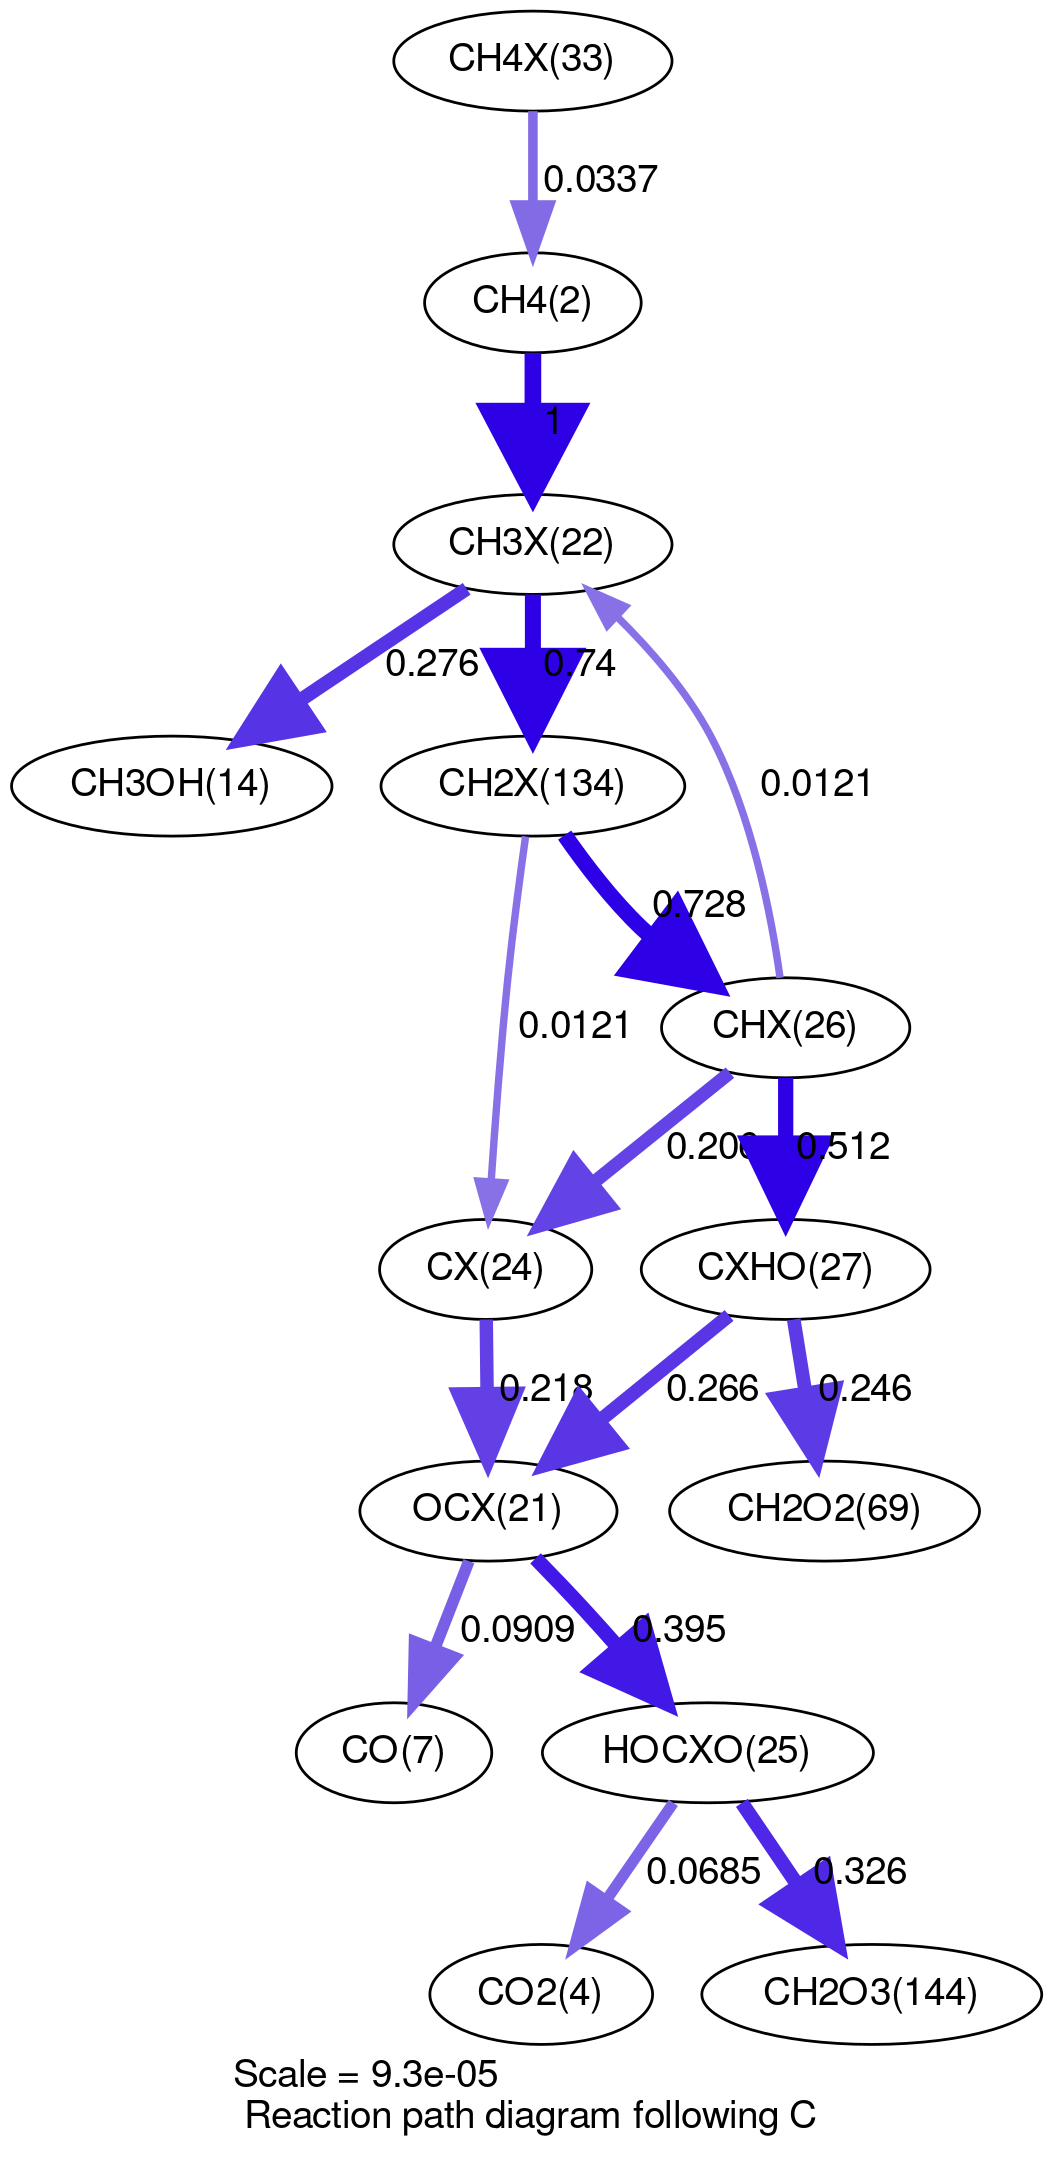 CH4X(33)
0.0337
CH4(2)
1
CH3X(22)
0.276
0.74
CH3OH(14)
CH2X(134)
0.0121
0.728
0.0121
CHX(26)
0.512
CX(24)
CXHO(27)
0.218
0.266
0.246
OCX(21)
CH2O2(69)
0.0909
0.395
CO(7)
HOCXO(25)
0.0685
0.326
CO2(4)
CH2O3(144)
Scale = 9.3e-05
Reaction path diagram following C